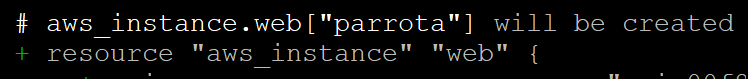 # aws_instance.web["parrota"] will be created
+ resource "aws_instance" "web" {